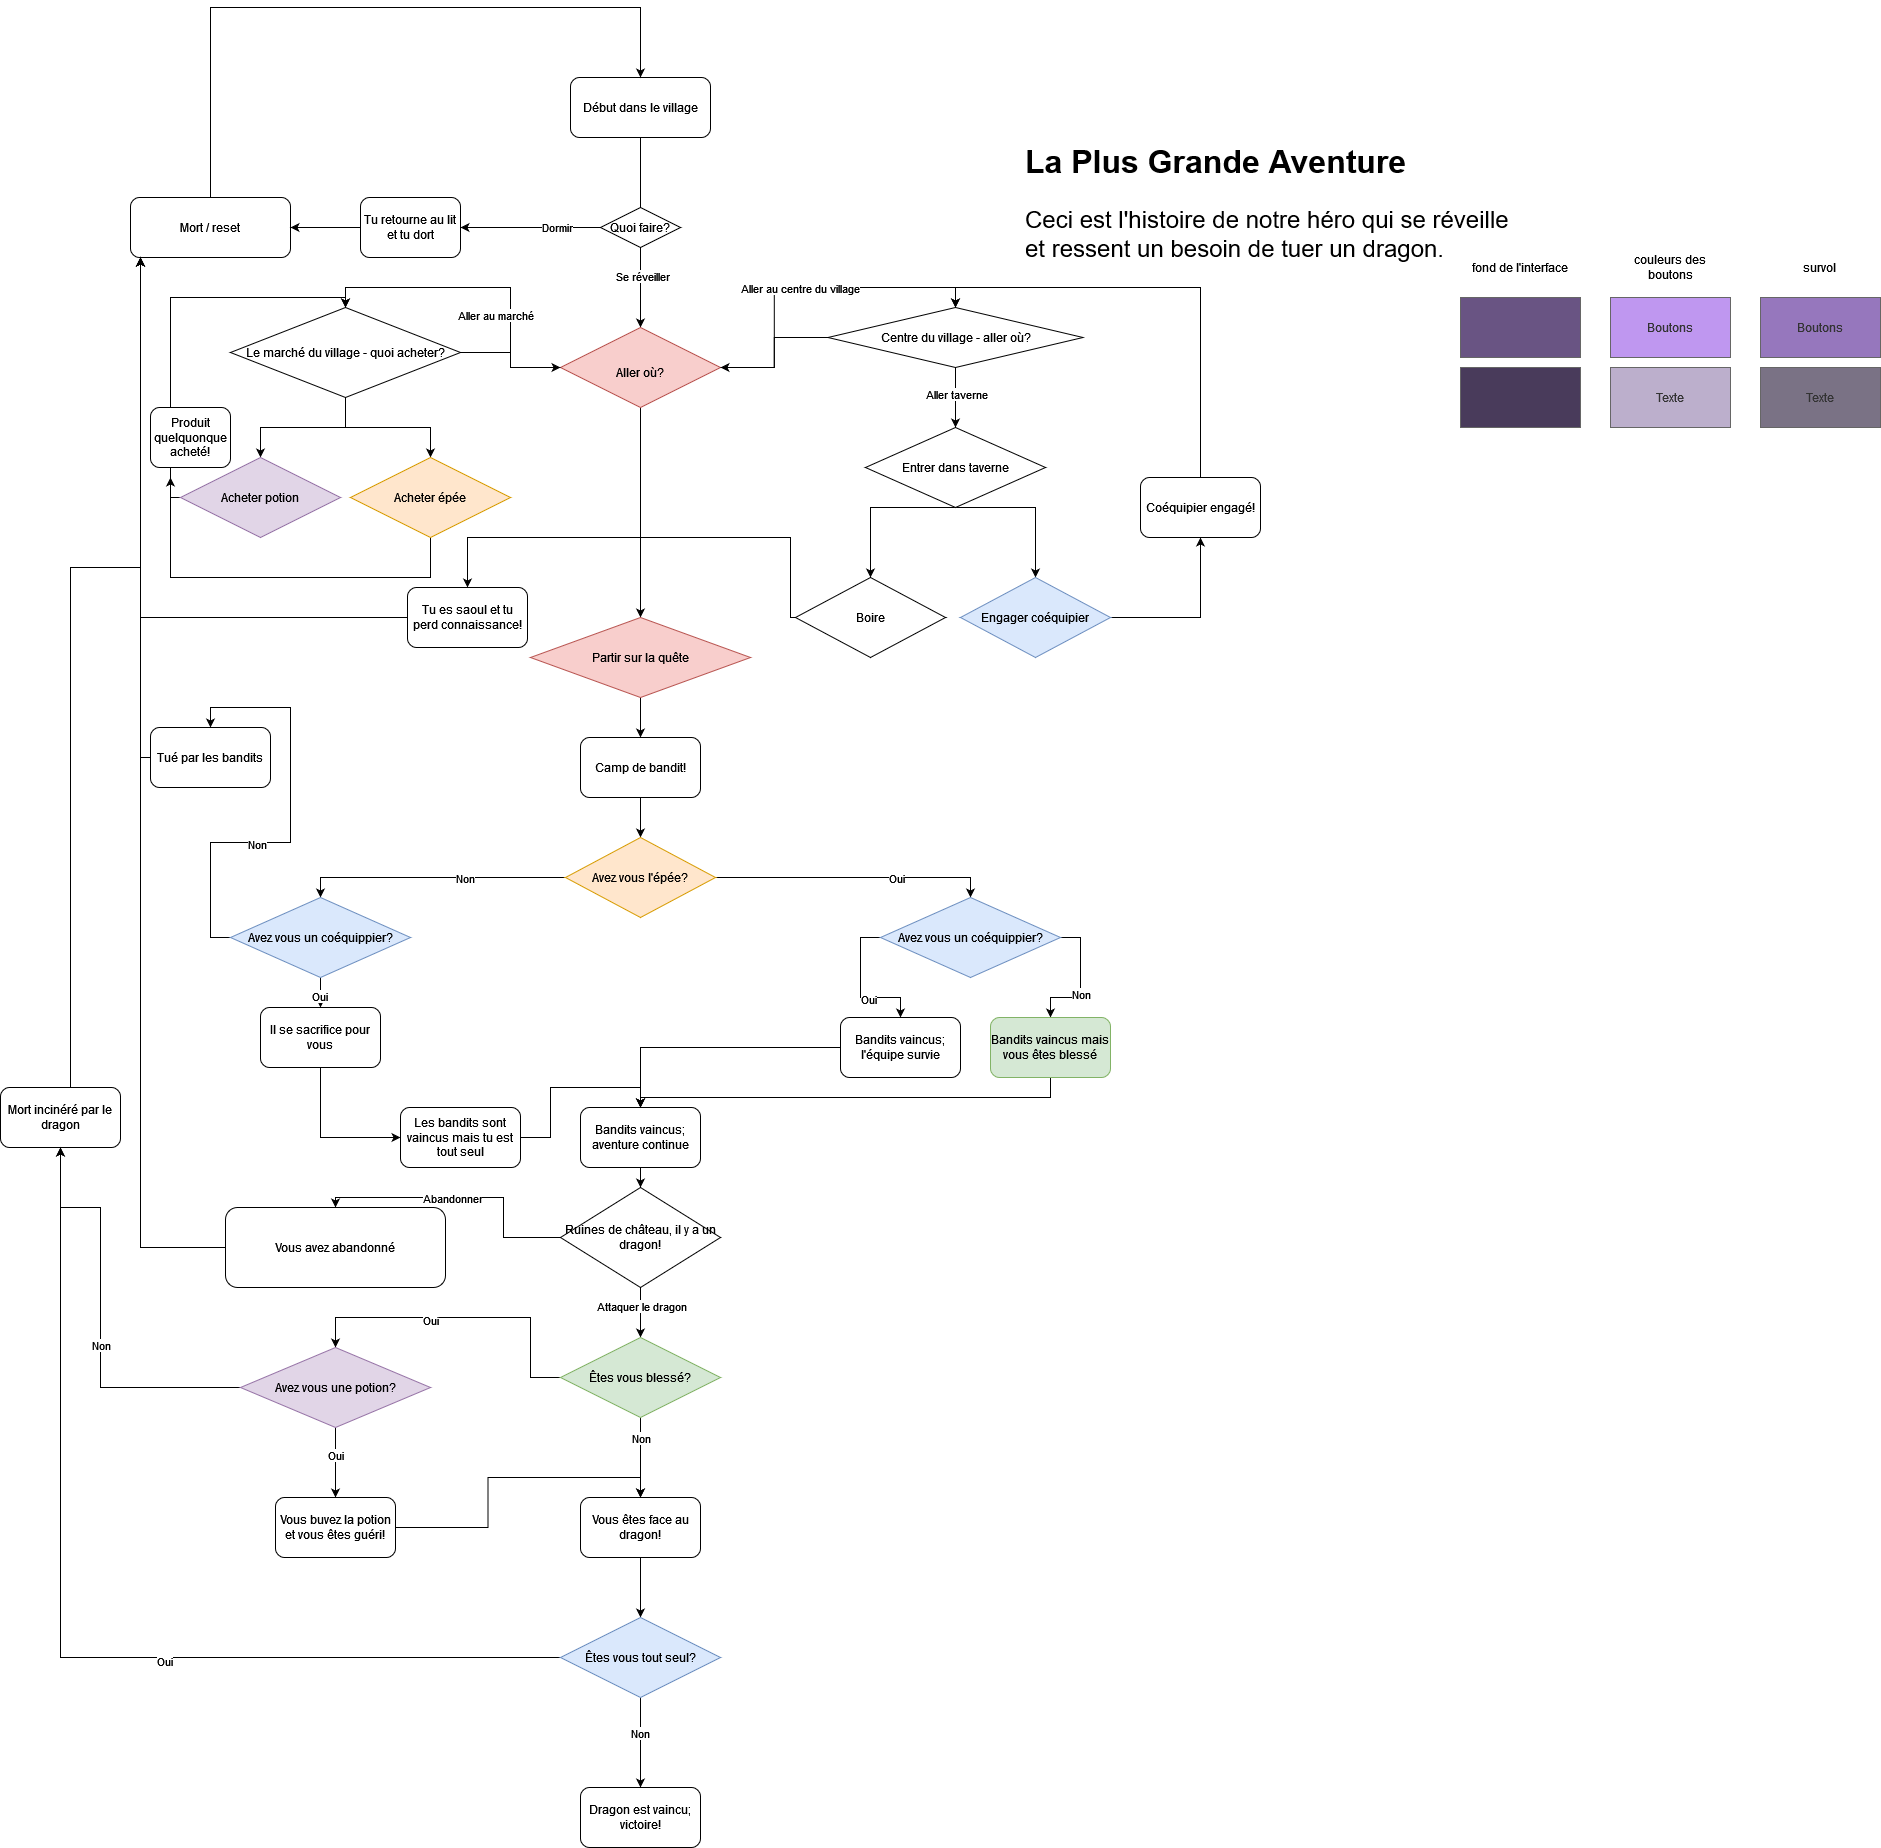 Début dans le village
La Plus Grande Aventure
Ceci est l'histoire de notre héro qui se réveille
et ressent un besoin de tuer un dragon.
Mort / reset
Tu retourne au lit
et tu dort
Dormir
Quoi faire?
Se réveiller
fond de l'interface
couleurs des
boutons
survol
Boutons
Boutons
Texte
Texte
Aller au marché
Aller au centre du village
Le marché du village - quoi acheter?
Aller où?
Centre du village - aller où?
Aller taverne
Produit
quelquonque
acheté!
Acheter potion
Acheter épée
Entrer dans taverne
Coéquipier engagé!
Tu es saoul et tu
perd connaissance!
Boire
Engager coéquipier
Partir sur la quête
Tué par les bandits
Camp de bandit!
Non
Avez vous l'épée?
Non
Oui
Avez vous un coéquippier?
Avez vous un coéquippier?
Oui
Oui
Non
Il se sacrifice pour
vous
Bandits vaincus;
l'équipe survie
Bandits vaincus mais
vous êtes blessé
Mort incinéré par le
dragon
Les bandits sont
vaincus mais tu est
tout seul
Bandits vaincus;
aventure continue
Abandonner
Vous avez abandonné
Ruines de château, il y a un
dragon!
Attaquer le dragon
Oui
Non
Avez vous une potion?
Êtes vous blessé?
Non
Oui
Vous buvez la potion
et vous êtes guéri!
Vous êtes face au
dragon!
Oui
Êtes vous tout seul?
Non
Dragon est vaincu;
victoire!